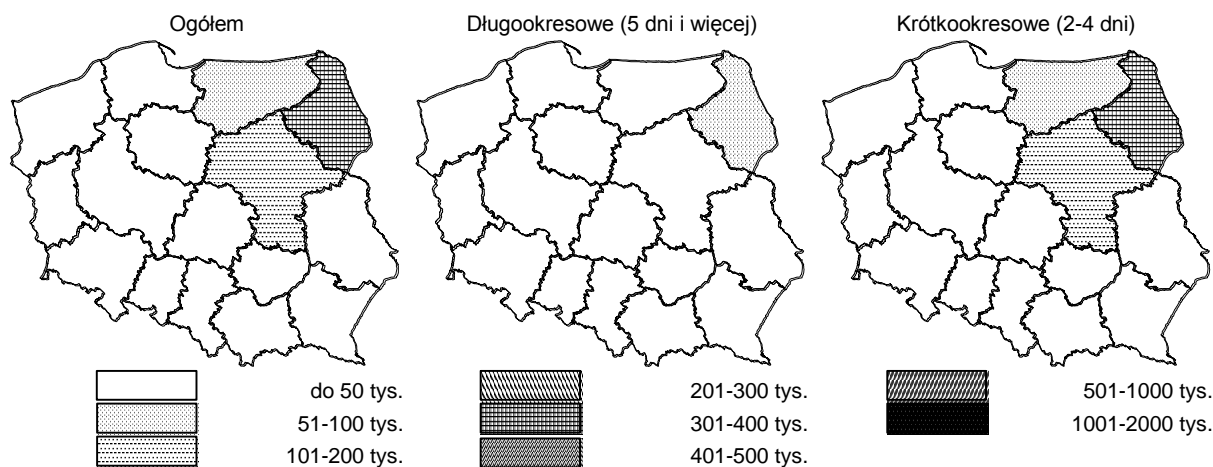 Ogółem
Długookresowe (5 dni i więcej)
Krótkookresowe (2-4 dni)
do 50 tys.
51-100 tys.
101-200 tys.
201-300 tys.
301-400 tys.
401-500 tys.
501-1000 tys.
1001-2000 tys.